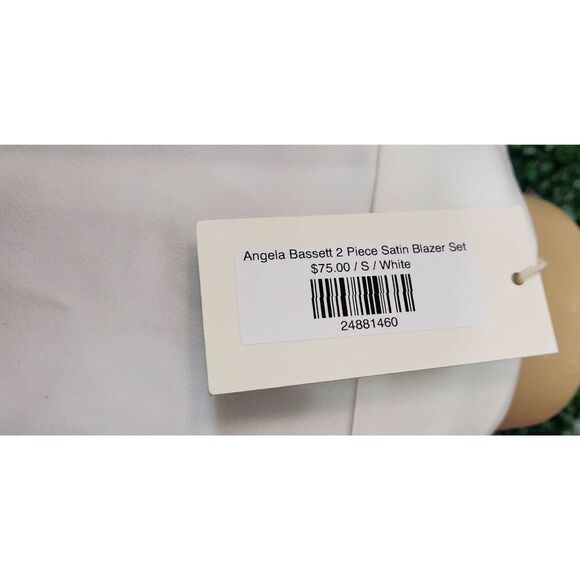 Angela Bassett 2 Piece Satin Blazer Set
$75.00 / S / White
24881460